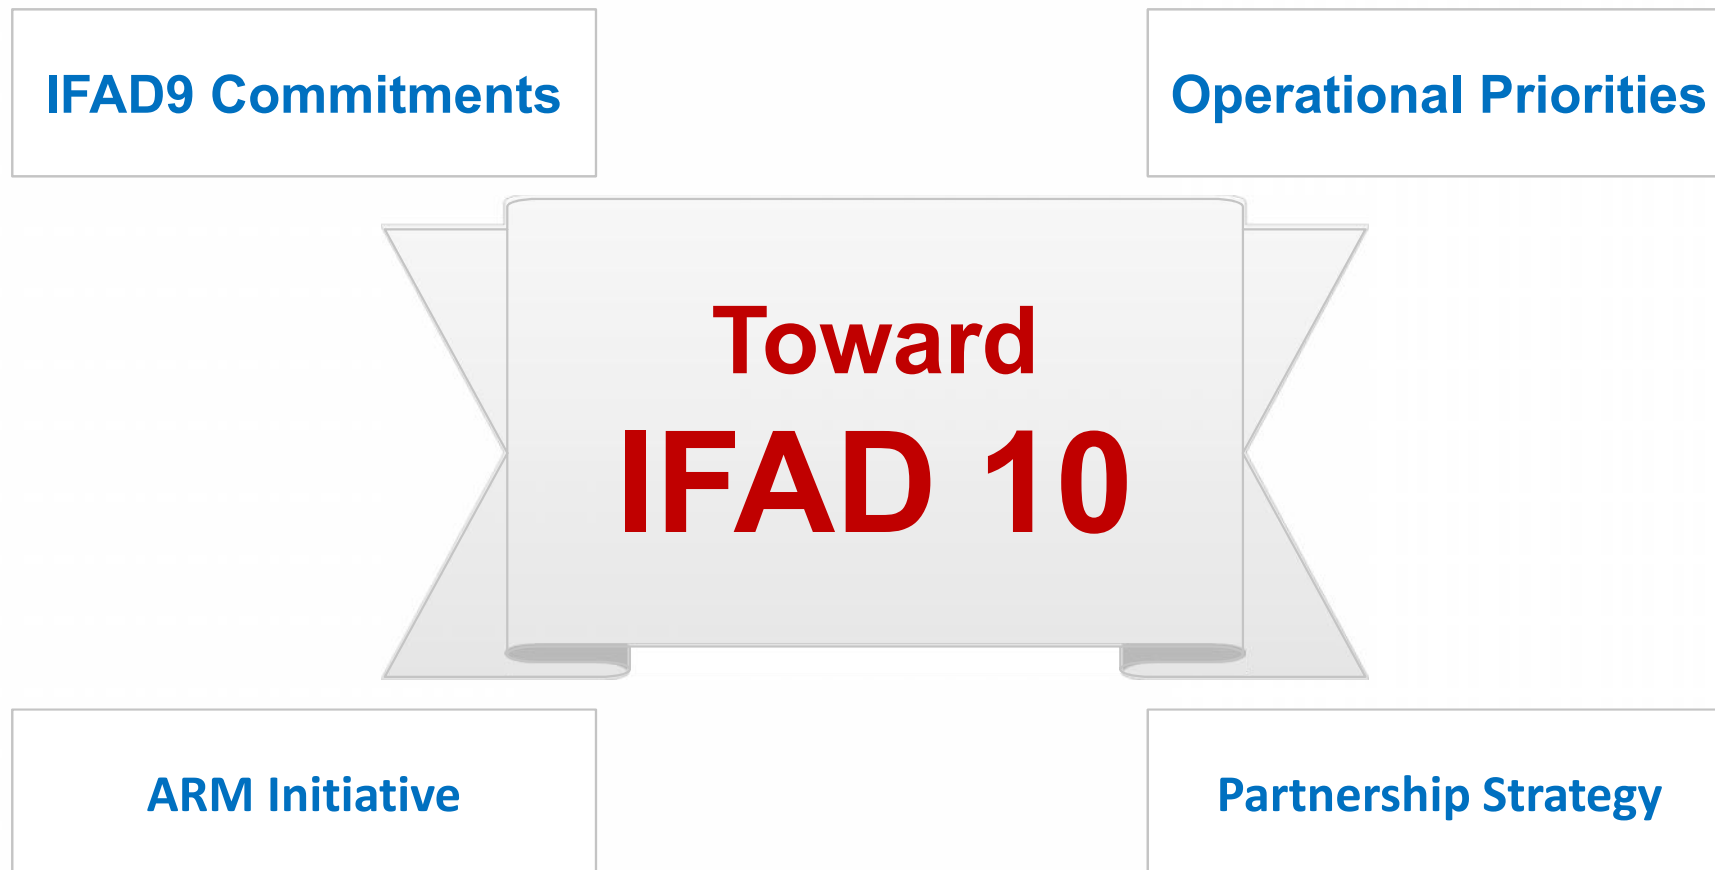 IFAD9 Commitments
Operational Priorities
Toward
IFAD 10
ARM Initiative
Partnership Strategy